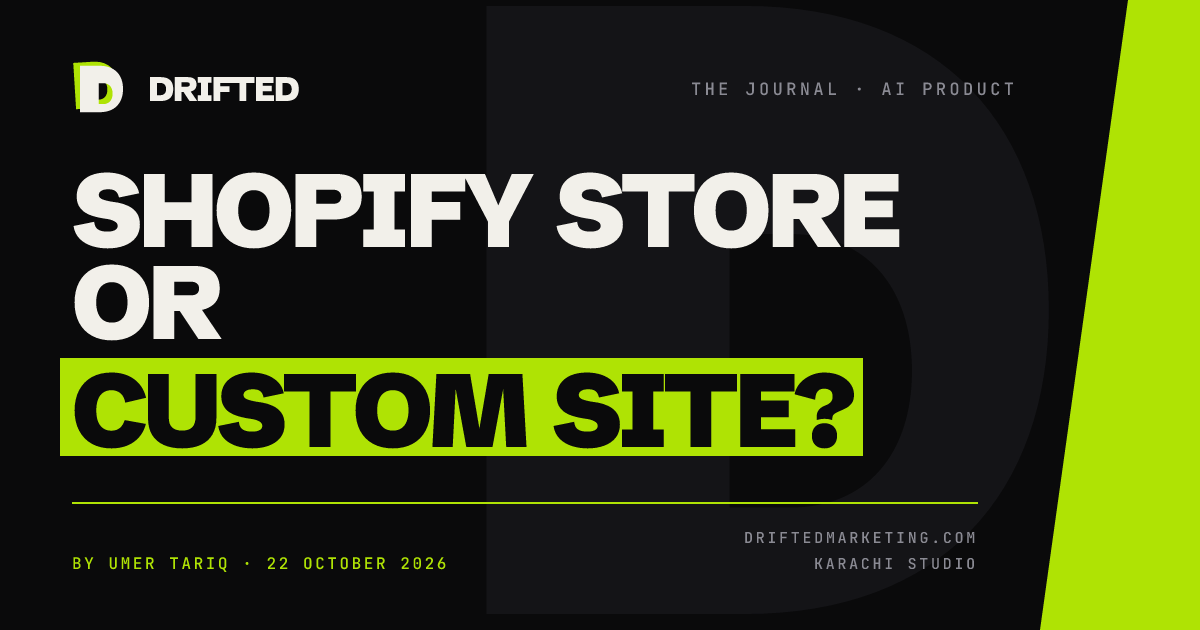 DRIFTED
THE JOURNAL · AI PRODUCT
SHOPIFY STORE
OR
CUSTOM SITE?
DRIFTEDMARKETING.COM
BY UMER TARIQ · 22 OCTOBER 2026
KARACHI STUDIO